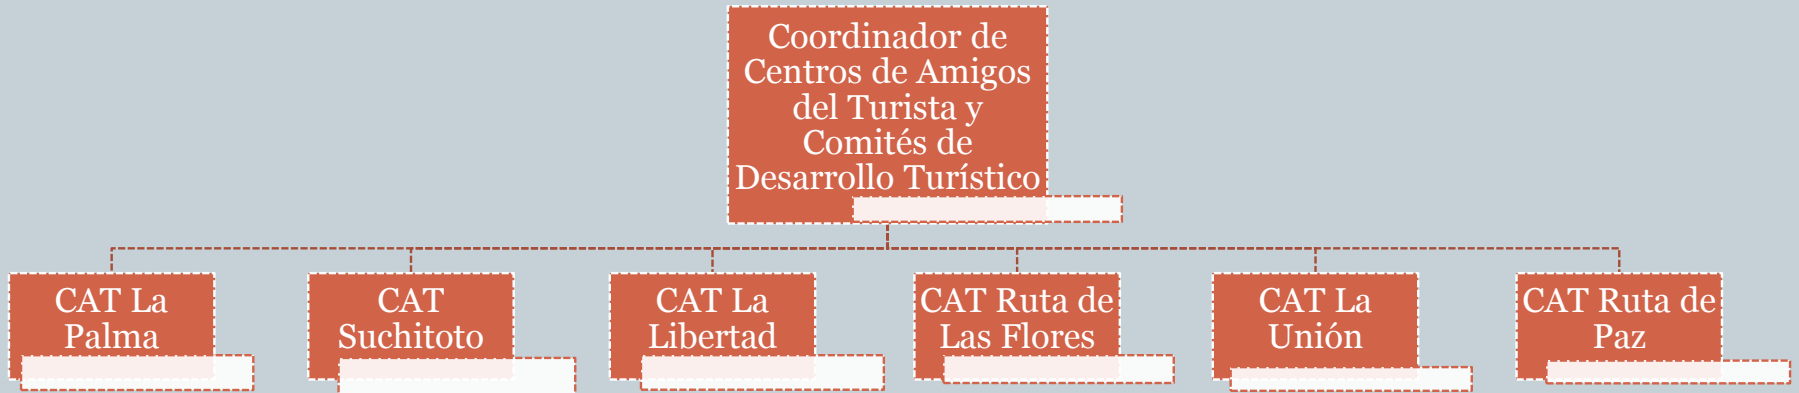 Coordinador de
Centros de Amigos
del Turista y
Comités de
Desarrollo Turístico
CAT La
Palma
CAT
Suchitoto
CAT La
Libertad
CAT Ruta de
Las Flores
CAT La
Unión
CAT Ruta de
Paz